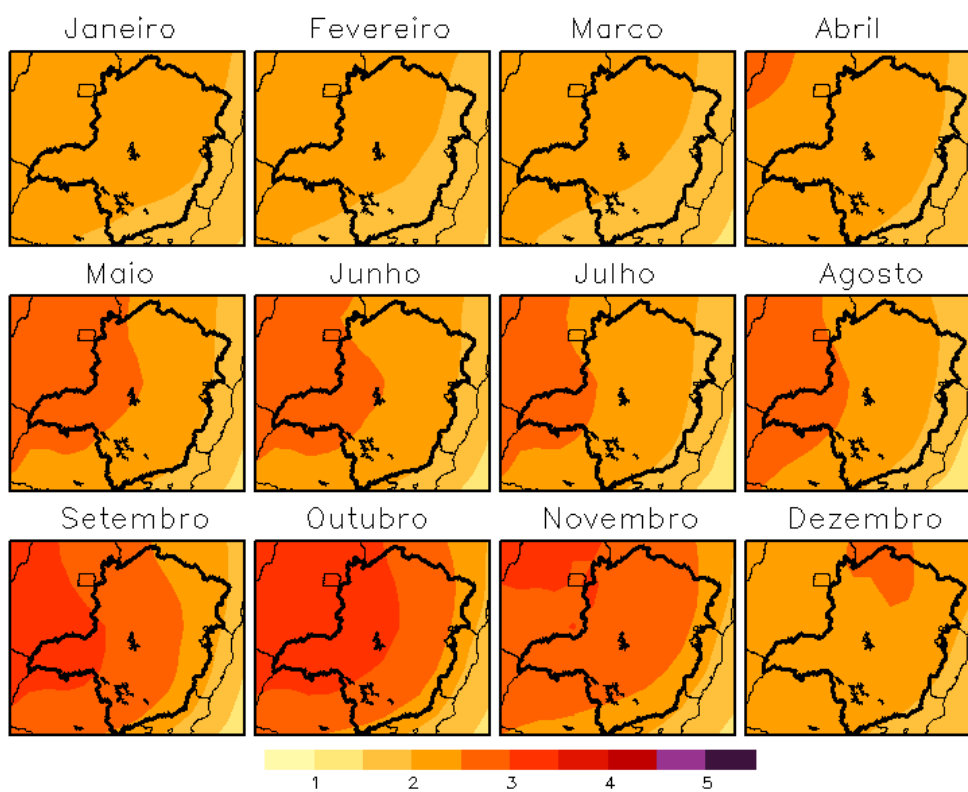 Janeiro Fevereiro Marco Abril
Maio Junho Julho Agosto
Setembro Outubro Novembro Dezembro
1 2 3 4 5